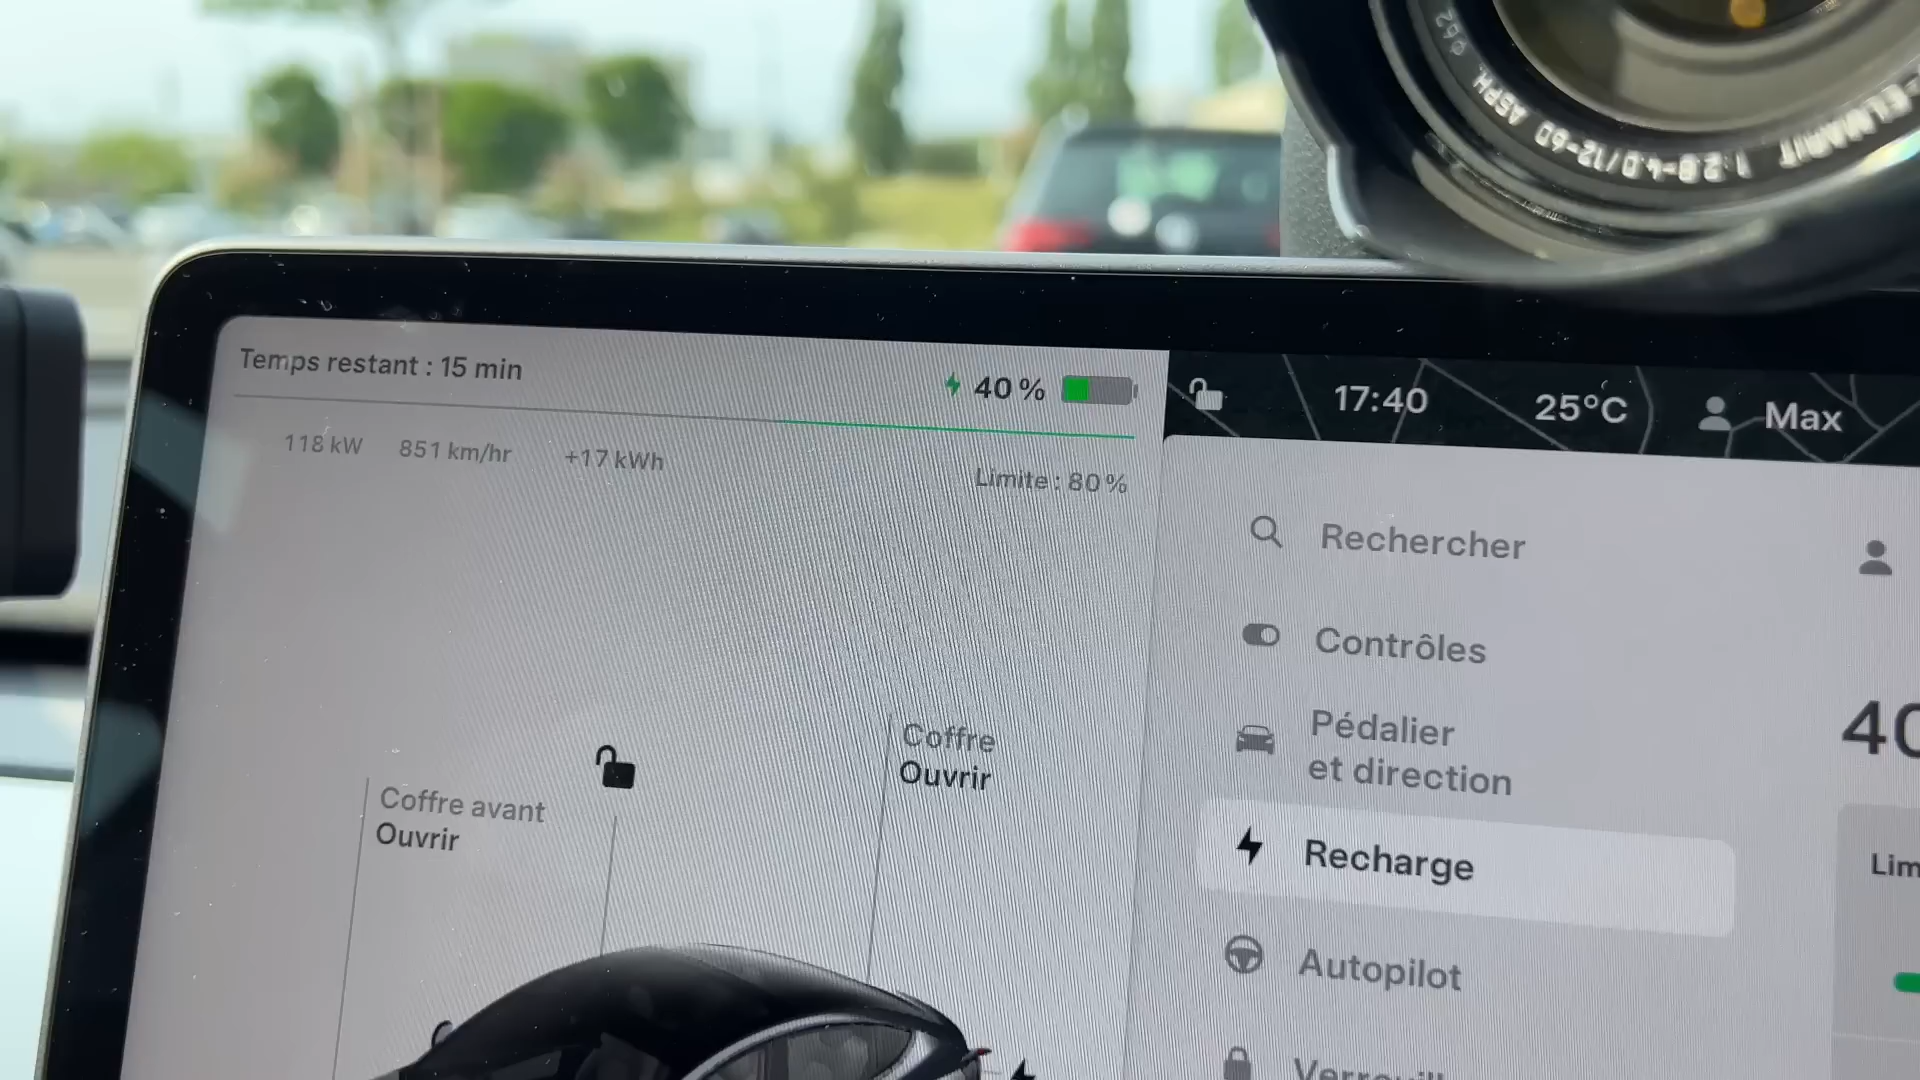 ø62
-ELMARIT 1:2.8-4.0/12-60 ASPH.
Temps restant : 15 min
40 %
118 kW 851 km/hr +17 kWh
Limite : 80 %
17:40 25°C Max
Rechercher
Contrôles
Pédalier
et direction
Recharge
Autopilot
Coffre
Ouvrir
Coffre avant
Ouvrir
40
Lim